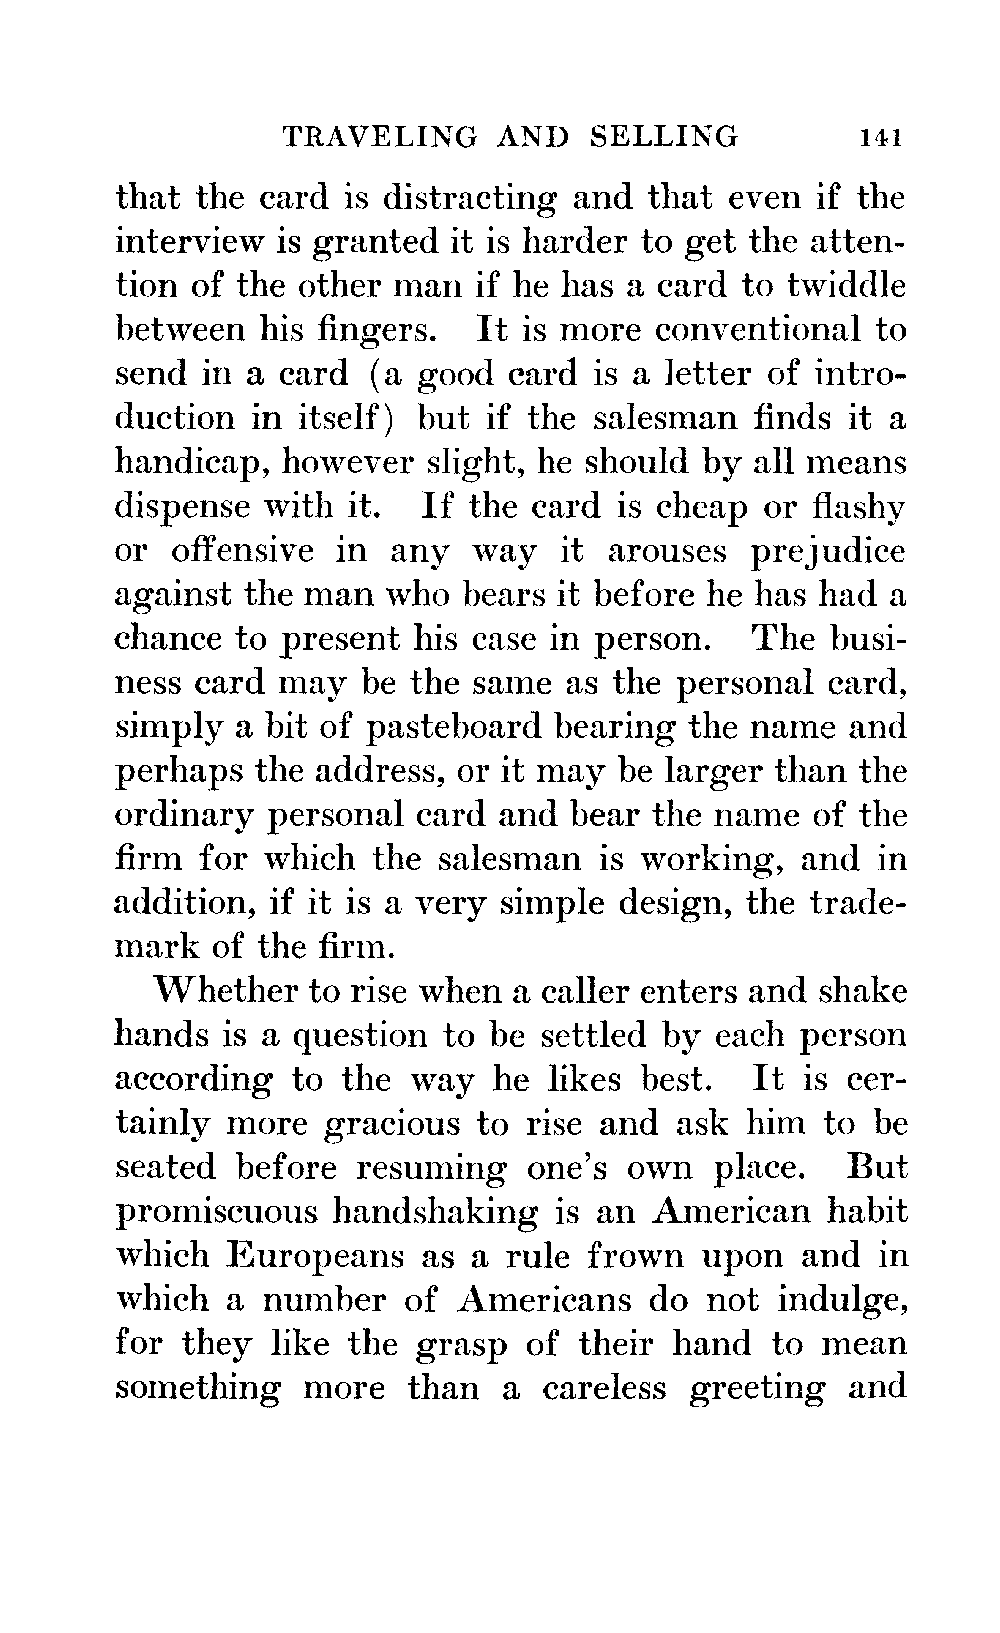 TRAVELING AND SELLING 141
that the card is distracting and that even if the
interview is granted it is harder to get the atten-
tion of the other man if he has a card to twiddle
between his fingers. It is more conventional to
send in a card (a good card is a letter of intro-
duction in itself) but if the salesman finds it a
handicap, however slight, he should by all means
dispense with it. If the card is cheap or flashy
or offensive in any way it arouses prejudice
against the man who bears it before he has had a
chance to present his case in person. The busi-
ness card may be the same as the personal card,
simply a bit of pasteboard bearing the name and
perhaps the address, or it may be larger than the
ordinary personal card and bear the name of the
firm for which the salesman is working, and in
addition, if it is a very simple design, the trade-
mark of the firm.
Whether to rise when a caller enters and shake
hands is a question to be settled by each person
according to the way he likes best. It is cer-
tainly more gracious to rise and ask him to be
seated before resuming one's own place. But
promiscuous handshaking is an American habit
which Europeans as a rule frown upon and in
which a number of Americans do not indulge,
for they like the grasp of their hand to mean
something more than a careless greeting and